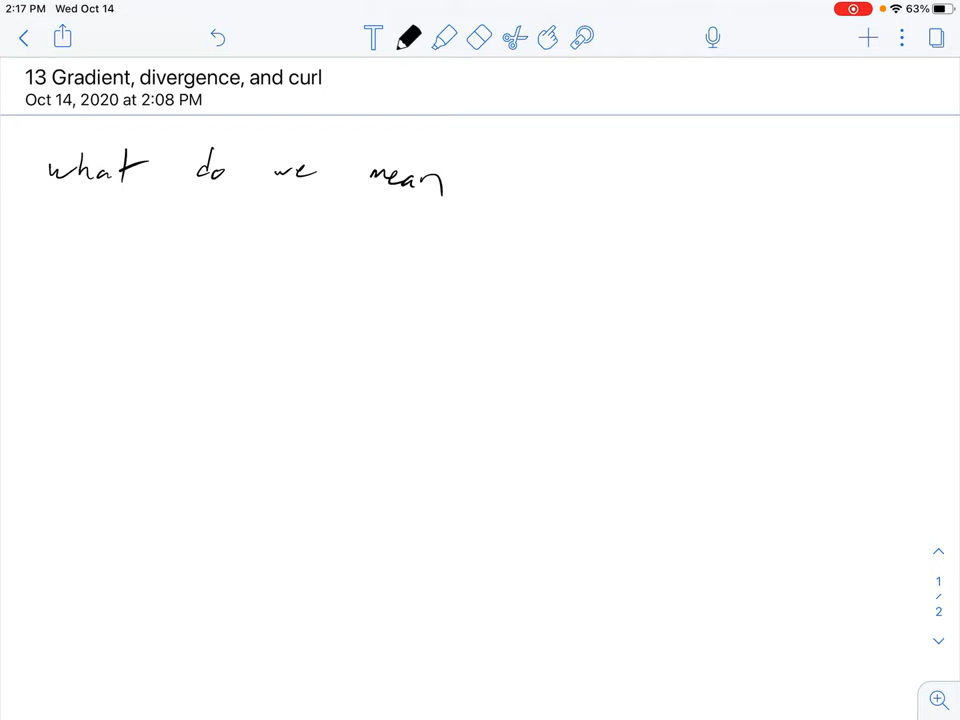 2:17 PM Wed Oct 14 63%
T
13 Gradient, divergence, and curl
Oct 14, 2020 at 2:08 PM
what do we mean
1
/
2